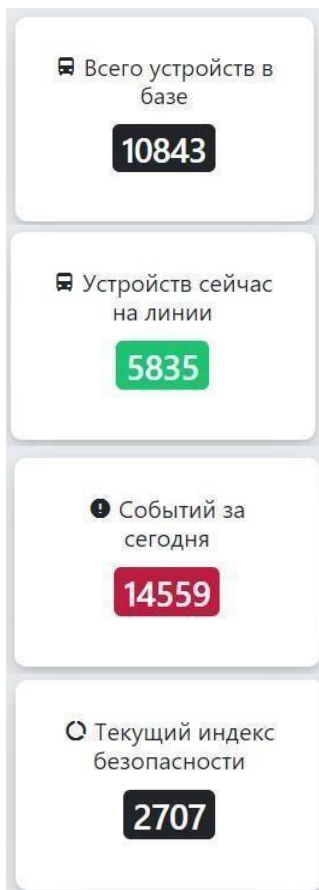 Всего устройств в
базе
10843
Устройств сейчас
на линии
5835
Событий за
сегодня
14559
Текущий индекс
безопасности
2707